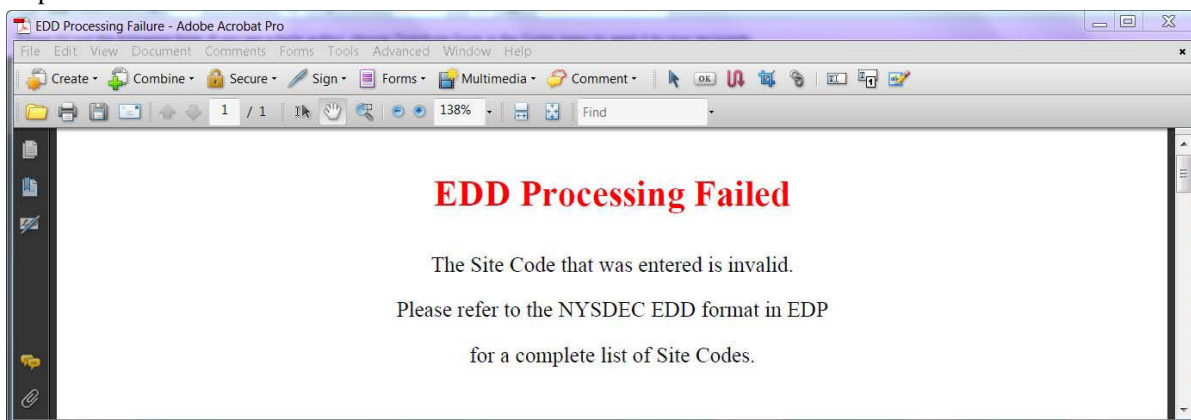 EDD Processing Failure - Adobe Acrobat Pro
File Edit View Document Comments Forms Tools Advanced Window Help
Create Combine Secure Sign Forms Multimedia Comment OK
1 / 1 138% Find
EDD Processing Failed
The Site Code that was entered is invalid.
Please refer to the NYSDEC EDD format in EDP
for a complete list of Site Codes.